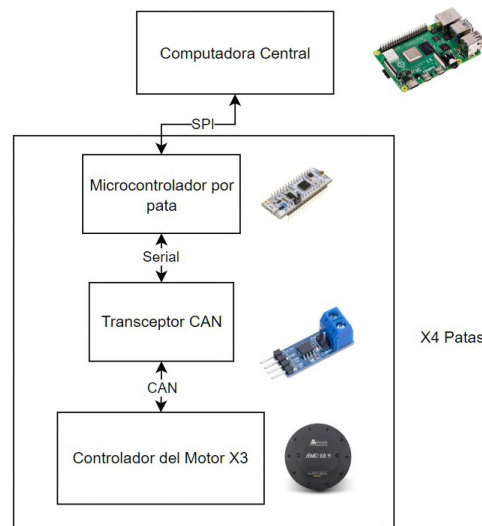 Computadora Central
SPI
Microcontrolador por
pata
Serial
Transceptor CAN
X4 Patas
CAN
Controlador del Motor X3